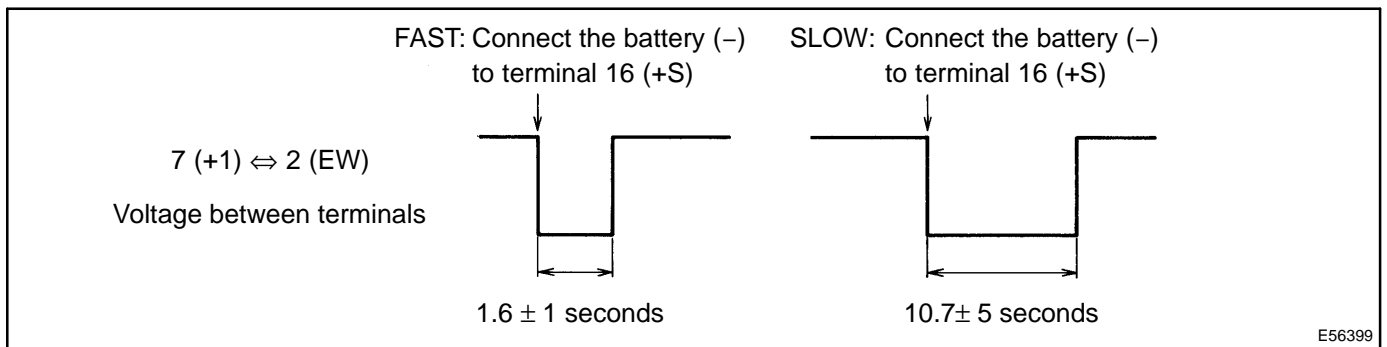 FAST: Connect the battery (−)
to terminal 16 (+S)
SLOW: Connect the battery (−)
to terminal 16 (+S)
7 (+1) ⇔ 2 (EW)
Voltage between terminals
1.6 ± 1 seconds
10.7± 5 seconds
E56399